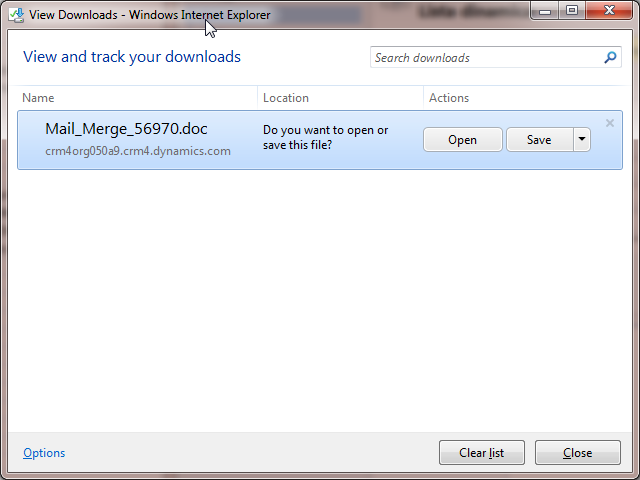 View Downloads - Windows Internet Explorer
View and track your downloads
Search downloads
Name Location Actions
Mail_Merge_56970.doc
crm4org050a9.crm4.dynamics.com
Do you want to open or
save this file?
Open Save
Options
Clear list Close